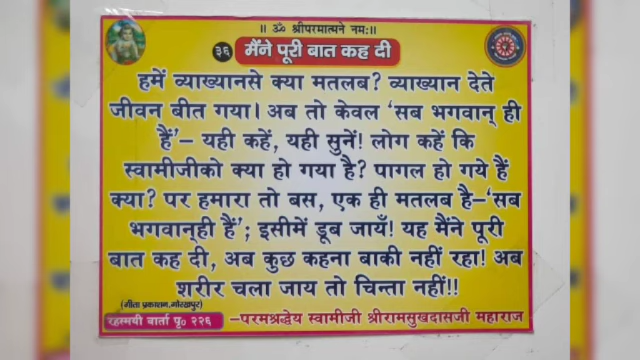 ॥ ॐ श्रीपरमात्मने नमः॥
३६ मैंने पूरी बात कह दी
हमें व्याख्यानसे क्या मतलब? व्याख्यान देते
जीवन बीत गया। अब तो केवल ‘सब भगवान् ही
हैं’– यही कहें, यही सुनें! लोग कहें कि
स्वामीजीको क्या हो गया है? पागल हो गये हैं
क्या? पर हमारा तो बस, एक ही मतलब है–‘सब
भगवान्‌ही हैं’; इसीमें डूब जायँ! यह मैंने पूरी
बात कह दी, अब कुछ कहना बाकी नहीं रहा! अब
शरीर चला जाय तो चिन्ता नहीं!!
(गीता प्रकाशन, गोरखपुर)
रहस्मयी वार्ता पृ० २२६ –परमश्रद्धेय स्वामीजी श्रीरामसुखदासजी महाराज